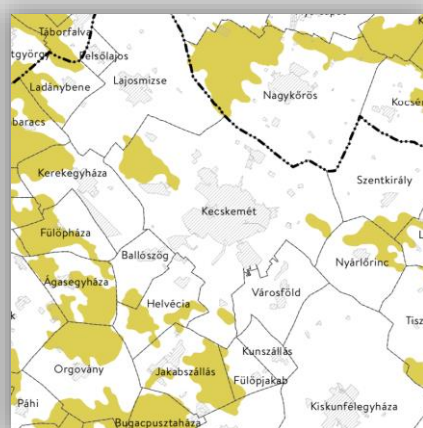 Táborfalva
Felsőlajos
Lajosmizse
Ladánybene
Nagykőrös
Kerekegyháza
Szentkirály
Kecskemét
Fülöpháza
Ballószög
Nyárlőrinc
Ágasegyháza
Helvécia
Városföld
Kunszállás
Orgovány
Jakabszállás
Fülöpjakab
Páhi
Kiskunfélegyháza
Bugacpusztaháza